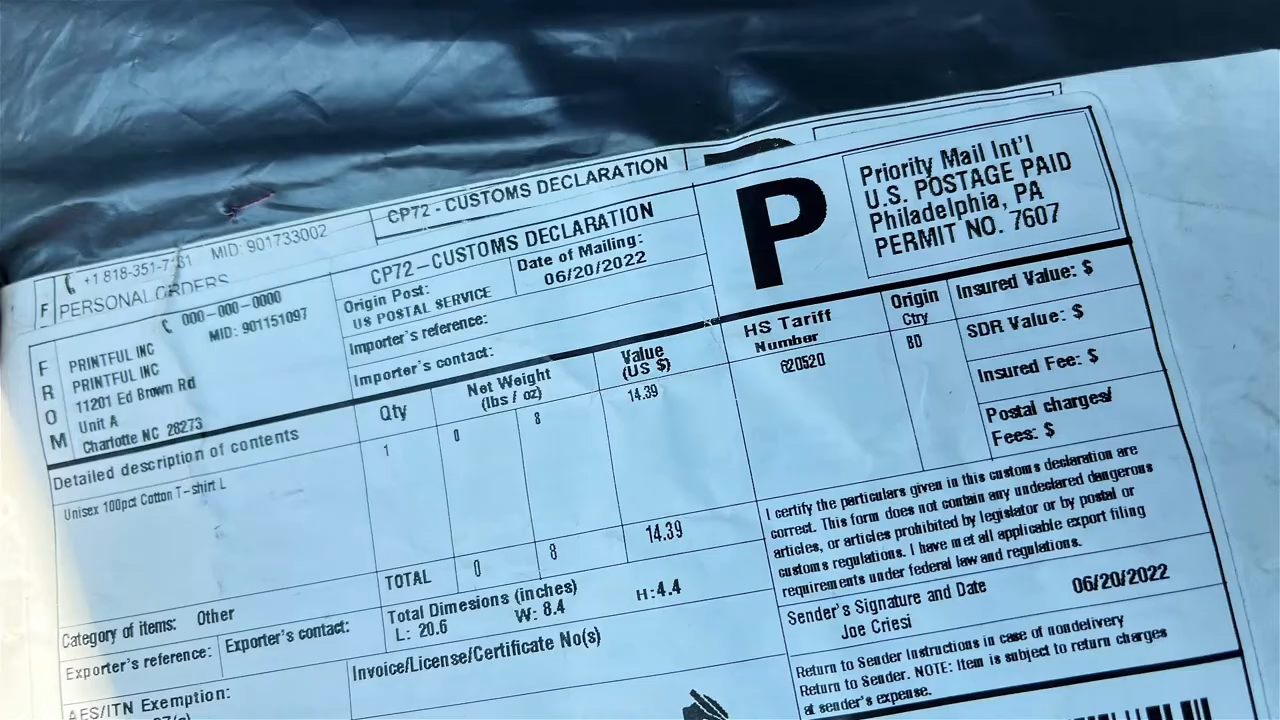 CP72 - CUSTOMS DECLARATION
MID: 901733002
+1 818-351-7181
F
PERSONAL ORDERS
000-000-0000
MID: 901151097
FROM
PRINTFUL INC
PRINTFUL INC
11201 Ed Brown Rd
Unit A
Charlotte NC 28273
CP72-CUSTOMS DECLARATION
Origin Post:
US POSTAL SERVICE
Date of Mailing:
06/20/2022
Importer's reference:
Importer's contact:
P
Priority Mail Int'l
U.S. POSTAGE PAID
Philadelphia, PA
PERMIT NO. 7607
Detailed description of contents
Qty
Net Weight
(lbs / oz)
Value
(US $)
HS Tariff
Number
Origin
Ctry
Unisex 100pct Cotton T-shirt L
1
0
8
14.39
620520
BD
Insured Value: $
SDR Value: $
Insured Fee: $
Postal charges/
Fees: $
TOTAL
0
8
14.39
Category of items: Other
Total Dimesions (inches)
L: 20.6 W: 8.4 H:4.4
Exporter's reference:
Exporter's contact:
Invoice/License/Certificate No(s)
AES/ITN Exemption:
I certify the particulars given in this customs declaration are
correct. This form does not contain any undeclared dangerous
articles, or articles prohibited by legislator or by postal or
customs regulations. I have met all applicable export filing
requirements under federal law and regulations.
Sender's Signature and Date
Joe Criesi
06/20/2022
Return to Sender Instructions in case of nondelivery
Return to Sender. NOTE: Item is subject to return charges
at sender's expense.